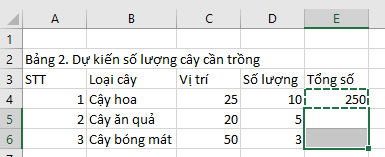 A B C D E
1
2 Bảng 2. Dự kiến số lượng cây cần trồng
3 STT Loại cây Vị trí Số lượng Tổng số
4 1 Cậy hoa 25 10 250
5 2 Cây ăn quả 20 5
6 3 Cây bóng mát 50 3